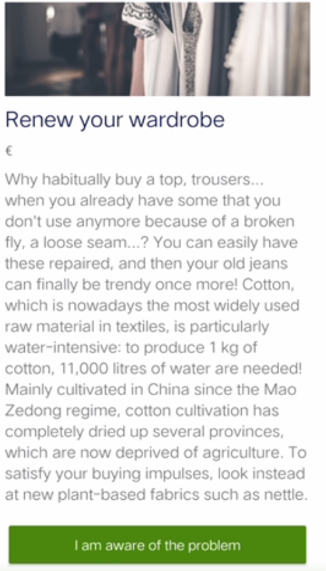 Renew your wardrobe
€
Why habitually buy a top, trousers...
when you already have some that you
don't use anymore because of a broken
fly, a loose seam...? You can easily have
these repaired, and then your old jeans
can finally be trendy once more! Cotton,
which is nowadays the most widely used
raw material in textiles, is particularly
water-intensive: to produce 1 kg of
cotton, 11,000 litres of water are needed!
Mainly cultivated in China since the Mao
Zedong regime, cotton cultivation has
completely dried up several provinces,
which are now deprived of agriculture. To
satisfy your buying impulses, look instead
at new plant-based fabrics such as nettle.
I am aware of the problem